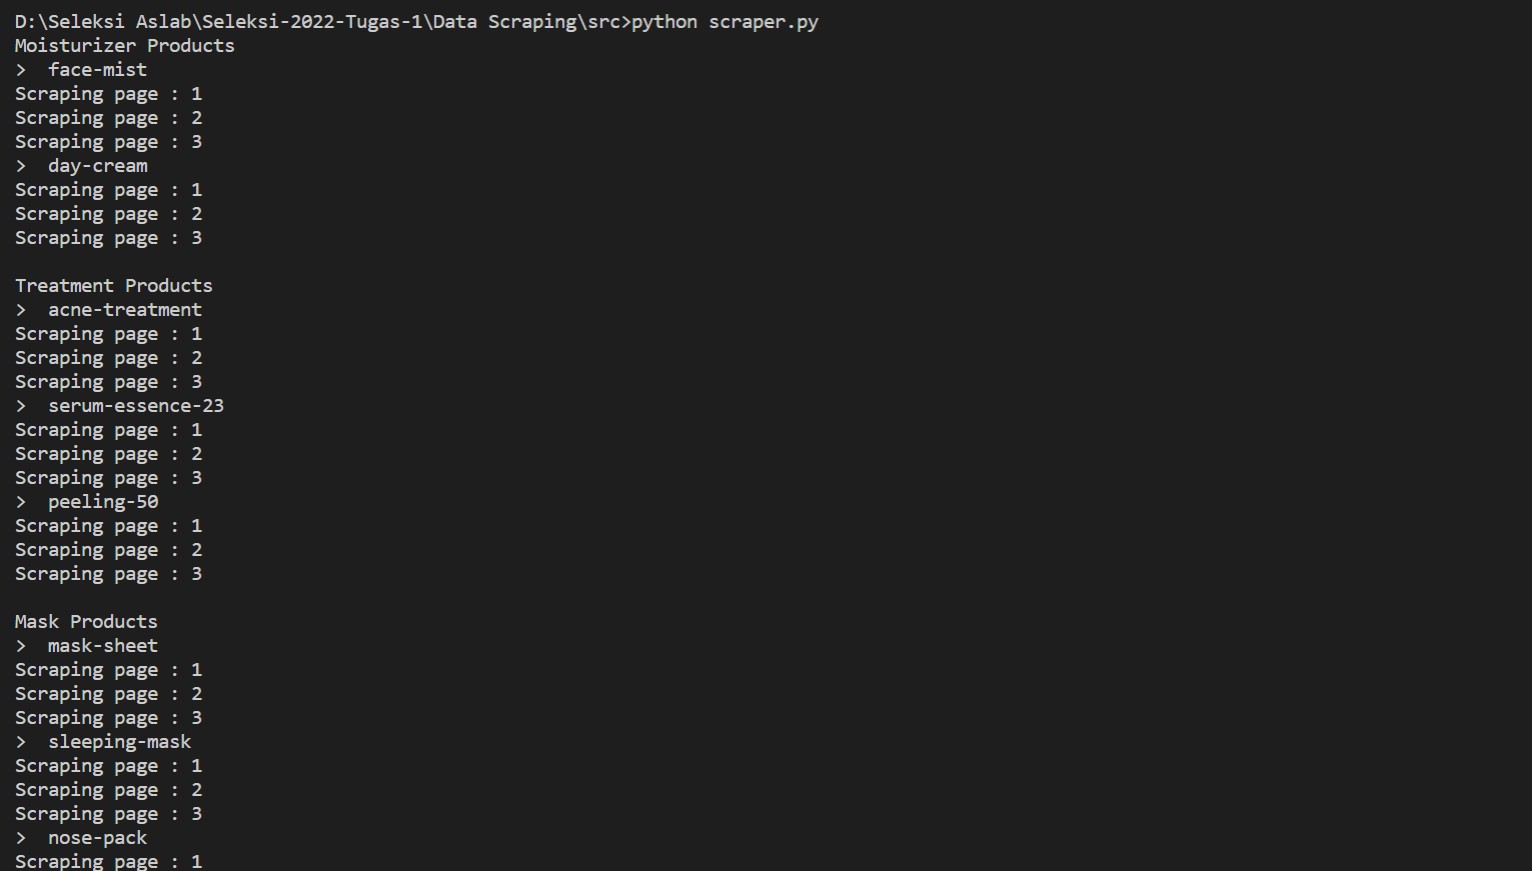 D:\Seleksi Aslab\Seleksi-2022-Tugas-1\Data Scraping\src>python scraper.py
Moisturizer Products
>  face-mist
Scraping page : 1
Scraping page : 2
Scraping page : 3
>  day-cream
Scraping page : 1
Scraping page : 2
Scraping page : 3

Treatment Products
>  acne-treatment
Scraping page : 1
Scraping page : 2
Scraping page : 3
>  serum-essence-23
Scraping page : 1
Scraping page : 2
Scraping page : 3
>  peeling-50
Scraping page : 1
Scraping page : 2
Scraping page : 3

Mask Products
>  mask-sheet
Scraping page : 1
Scraping page : 2
Scraping page : 3
>  sleeping-mask
Scraping page : 1
Scraping page : 2
Scraping page : 3
>  nose-pack
Scraping page : 1